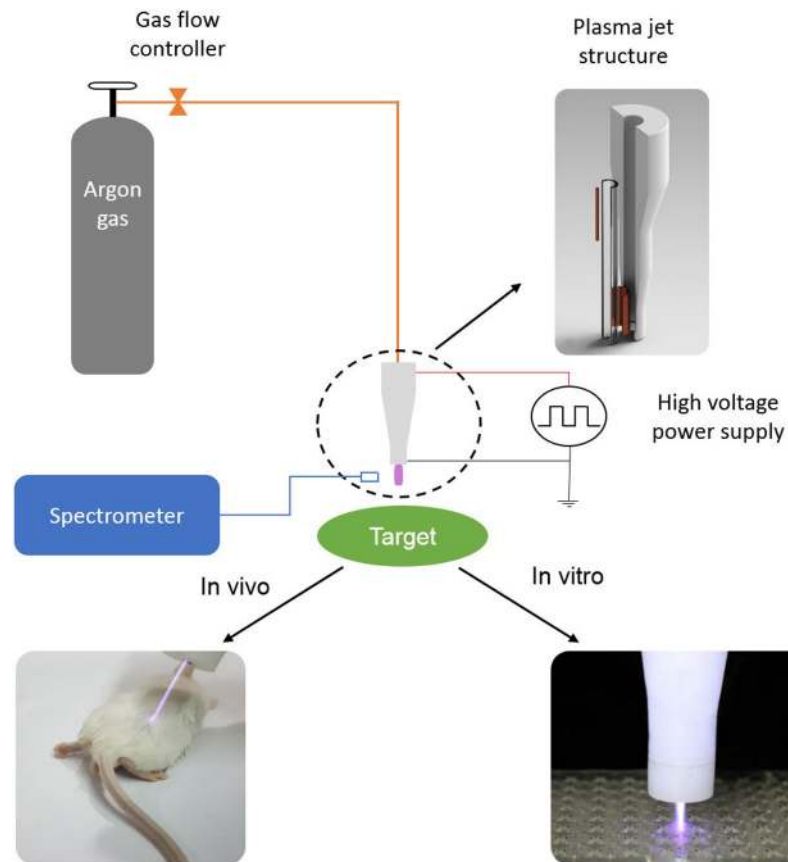 Gas flow
controller
Plasma jet
structure
Argon
gas
High voltage
power supply
Spectrometer
Target
In vivo
In vitro